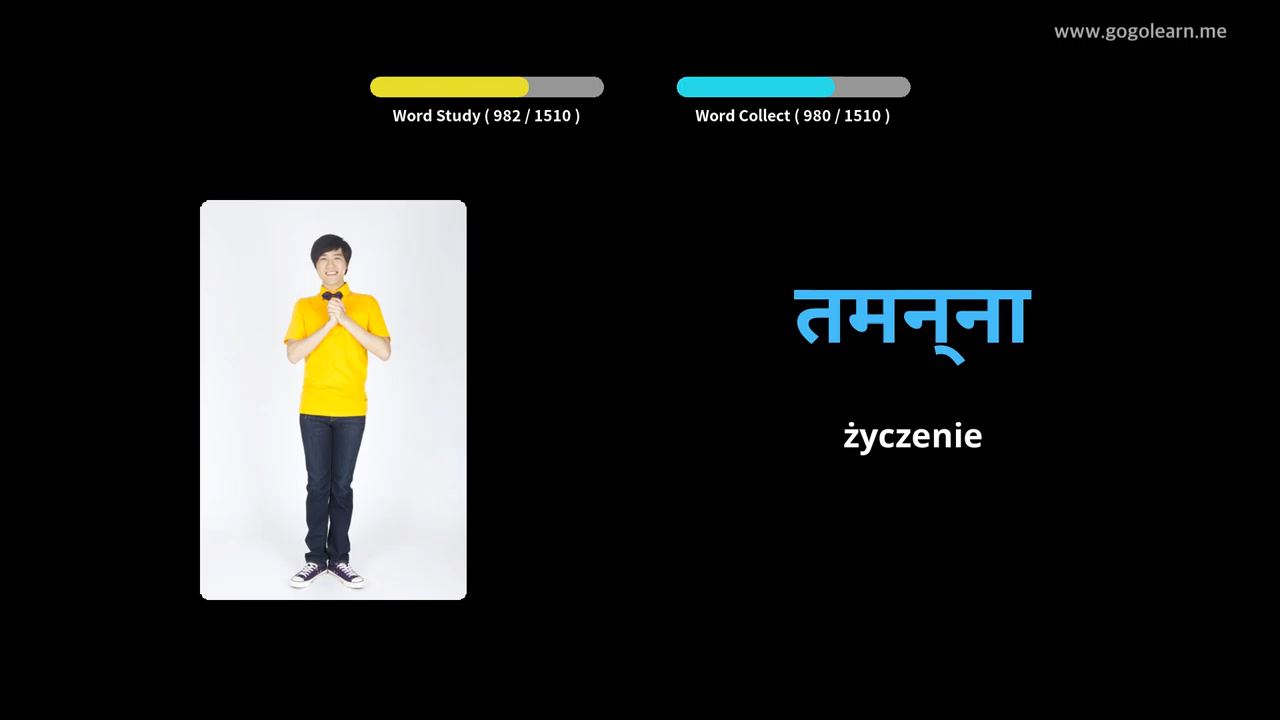 www.gogolearn.me
Word Study ( 982 / 1510 )
Word Collect ( 980 / 1510 )
तमन्‌ना
życzenie